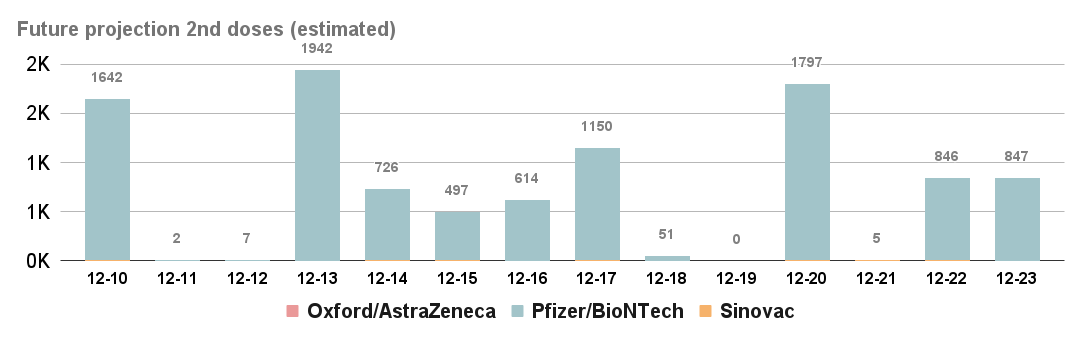 Future projection 2nd doses (estimated)
1942
2K
1797
1642
2K
1150
1K
846
847
726
614
497
1K
2
7
51
0
5
0K
12-10 12-11 12-12 12-13 12-14 12-15 12-16 12-17 12-18 12-19 12-20 12-21 12-22 12-23
Oxford/AstraZeneca Pfizer/BioNTech Sinovac